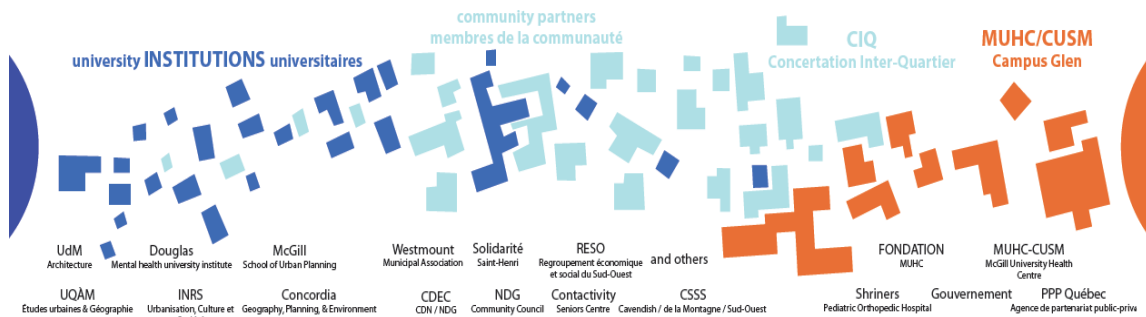 community partners
membres de la communauté
university INSTITUTIONS universitaires
CIQ
Concertation Inter-Quartier
MUHC/CUSM
Campus Glen
UdM
Architecture
Douglas
Mental health university institute
McGill
School of Urban Planning
Westmount
Municipal Association
Solidarité
Saint-Henri
RESO
Regroupement économique
et social du Sud-Ouest
and others
FONDATION
MUHC
MUHC-CUSM
McGill University Health
Centre
UQÀM
Études urbaines & Géographie
INRS
Urbanisation, Culture et
Concordia
Geography, Planning, & Environment
CDEC
CDN / NDG
NDG
Community Council
Contactivity
Seniors Centre
CSSS
Cavendish / de la Montagne / Sud-Ouest
Shriners
Pediatric Orthopedic Hospital
Gouvernement
PPP Québec
Agence de partenariat public-privé